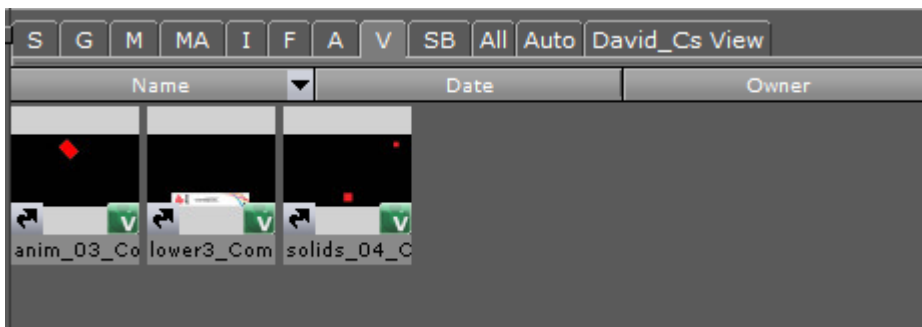 S G M MA I F A V SB All Auto David_Cs View
Name Date Owner
V V V
anim_03_Co lower3_Com solids_04_C